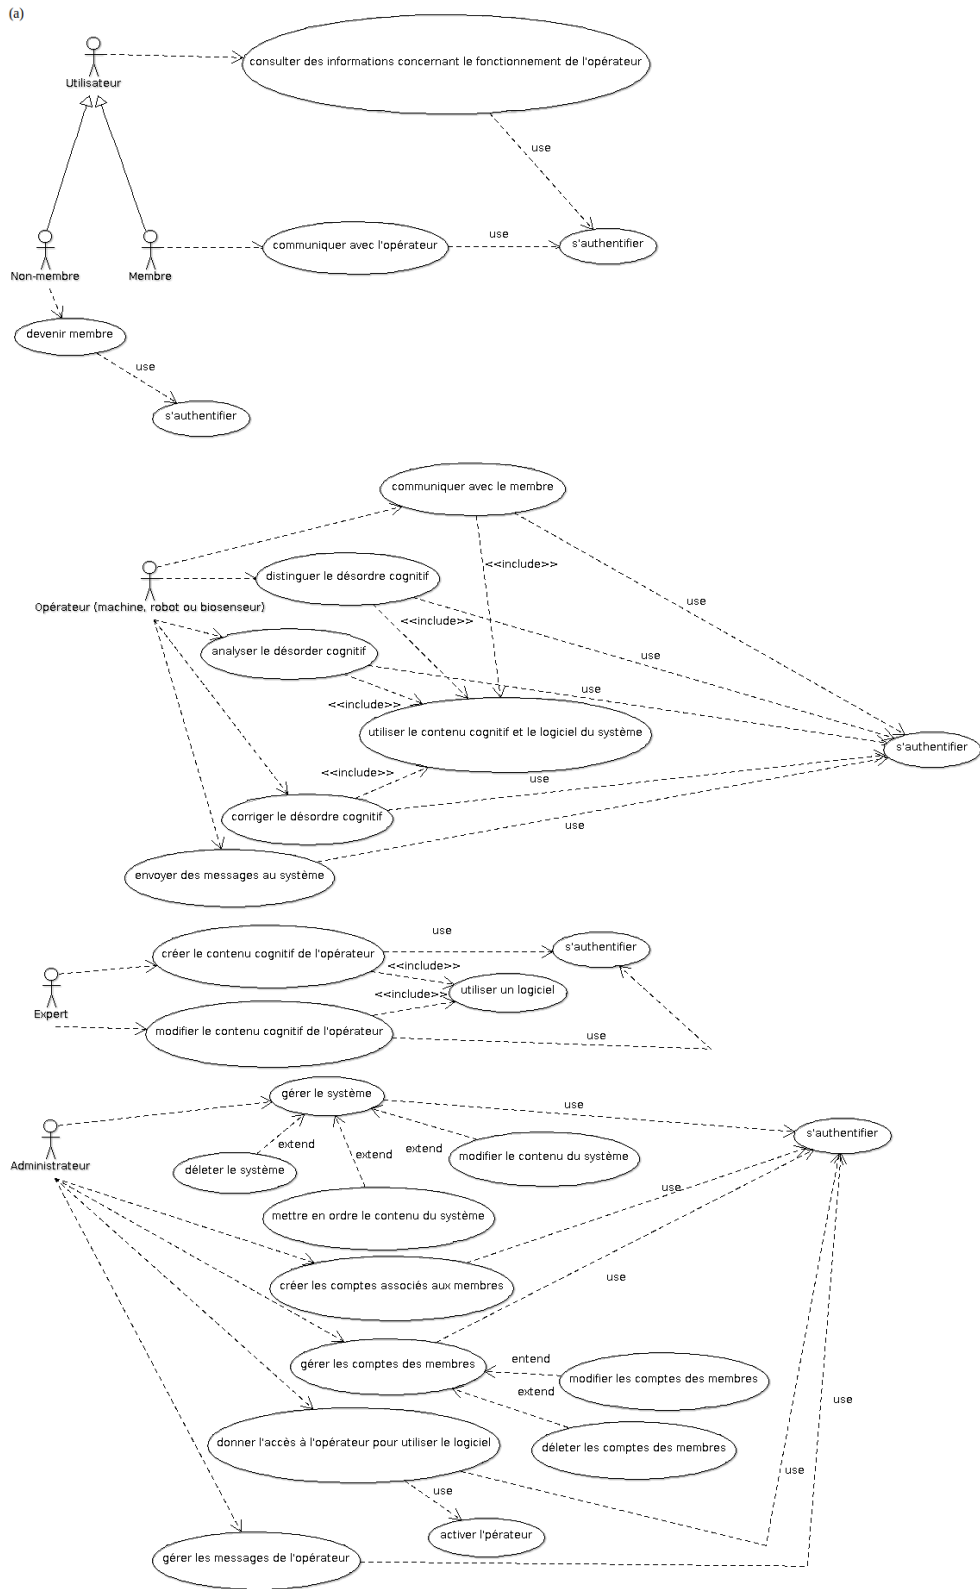 (a)
consulter des informations concernant le fonctionnement de l'opérateur
Utilisateur
use
communiquer avec l'opérateur
use
s'authentifier
Non-membre
Membre
devenir membre
use
s'authentifier
communiquer avec le membre
<<include>>
distinguer le désordre cognitif
use
Opérateur (machine, robot ou biosenseur)
<<include>>
analyser le désorder cognitif
use
use
<<include>>
utiliser le contenu cognitif et le logiciel du système
s'authentifier
<<include>>
use
corriger le désordre cognitif
use
envoyer des messages au système
use
s'authentifier
créer le contenu cognitif de l'opérateur
<<include>>
utiliser un logiciel
<<include>>
Expert
modifier le contenu cognitif de l'opérateur
use
gérer le système
use
s'authentifier
extend
extend
extend
Administrateur
déleter le système
modifier le contenu du système
use
mettre en ordre le contenu du système
créer les comptes associés aux membres
use
entend
gérer les comptes des membres
modifier les comptes des membres
extend
use
donner l'accès à l'opérateur pour utiliser le logiciel
déleter les comptes des membres
use
use
activer l'pérateur
gérer les messages de l'opérateur